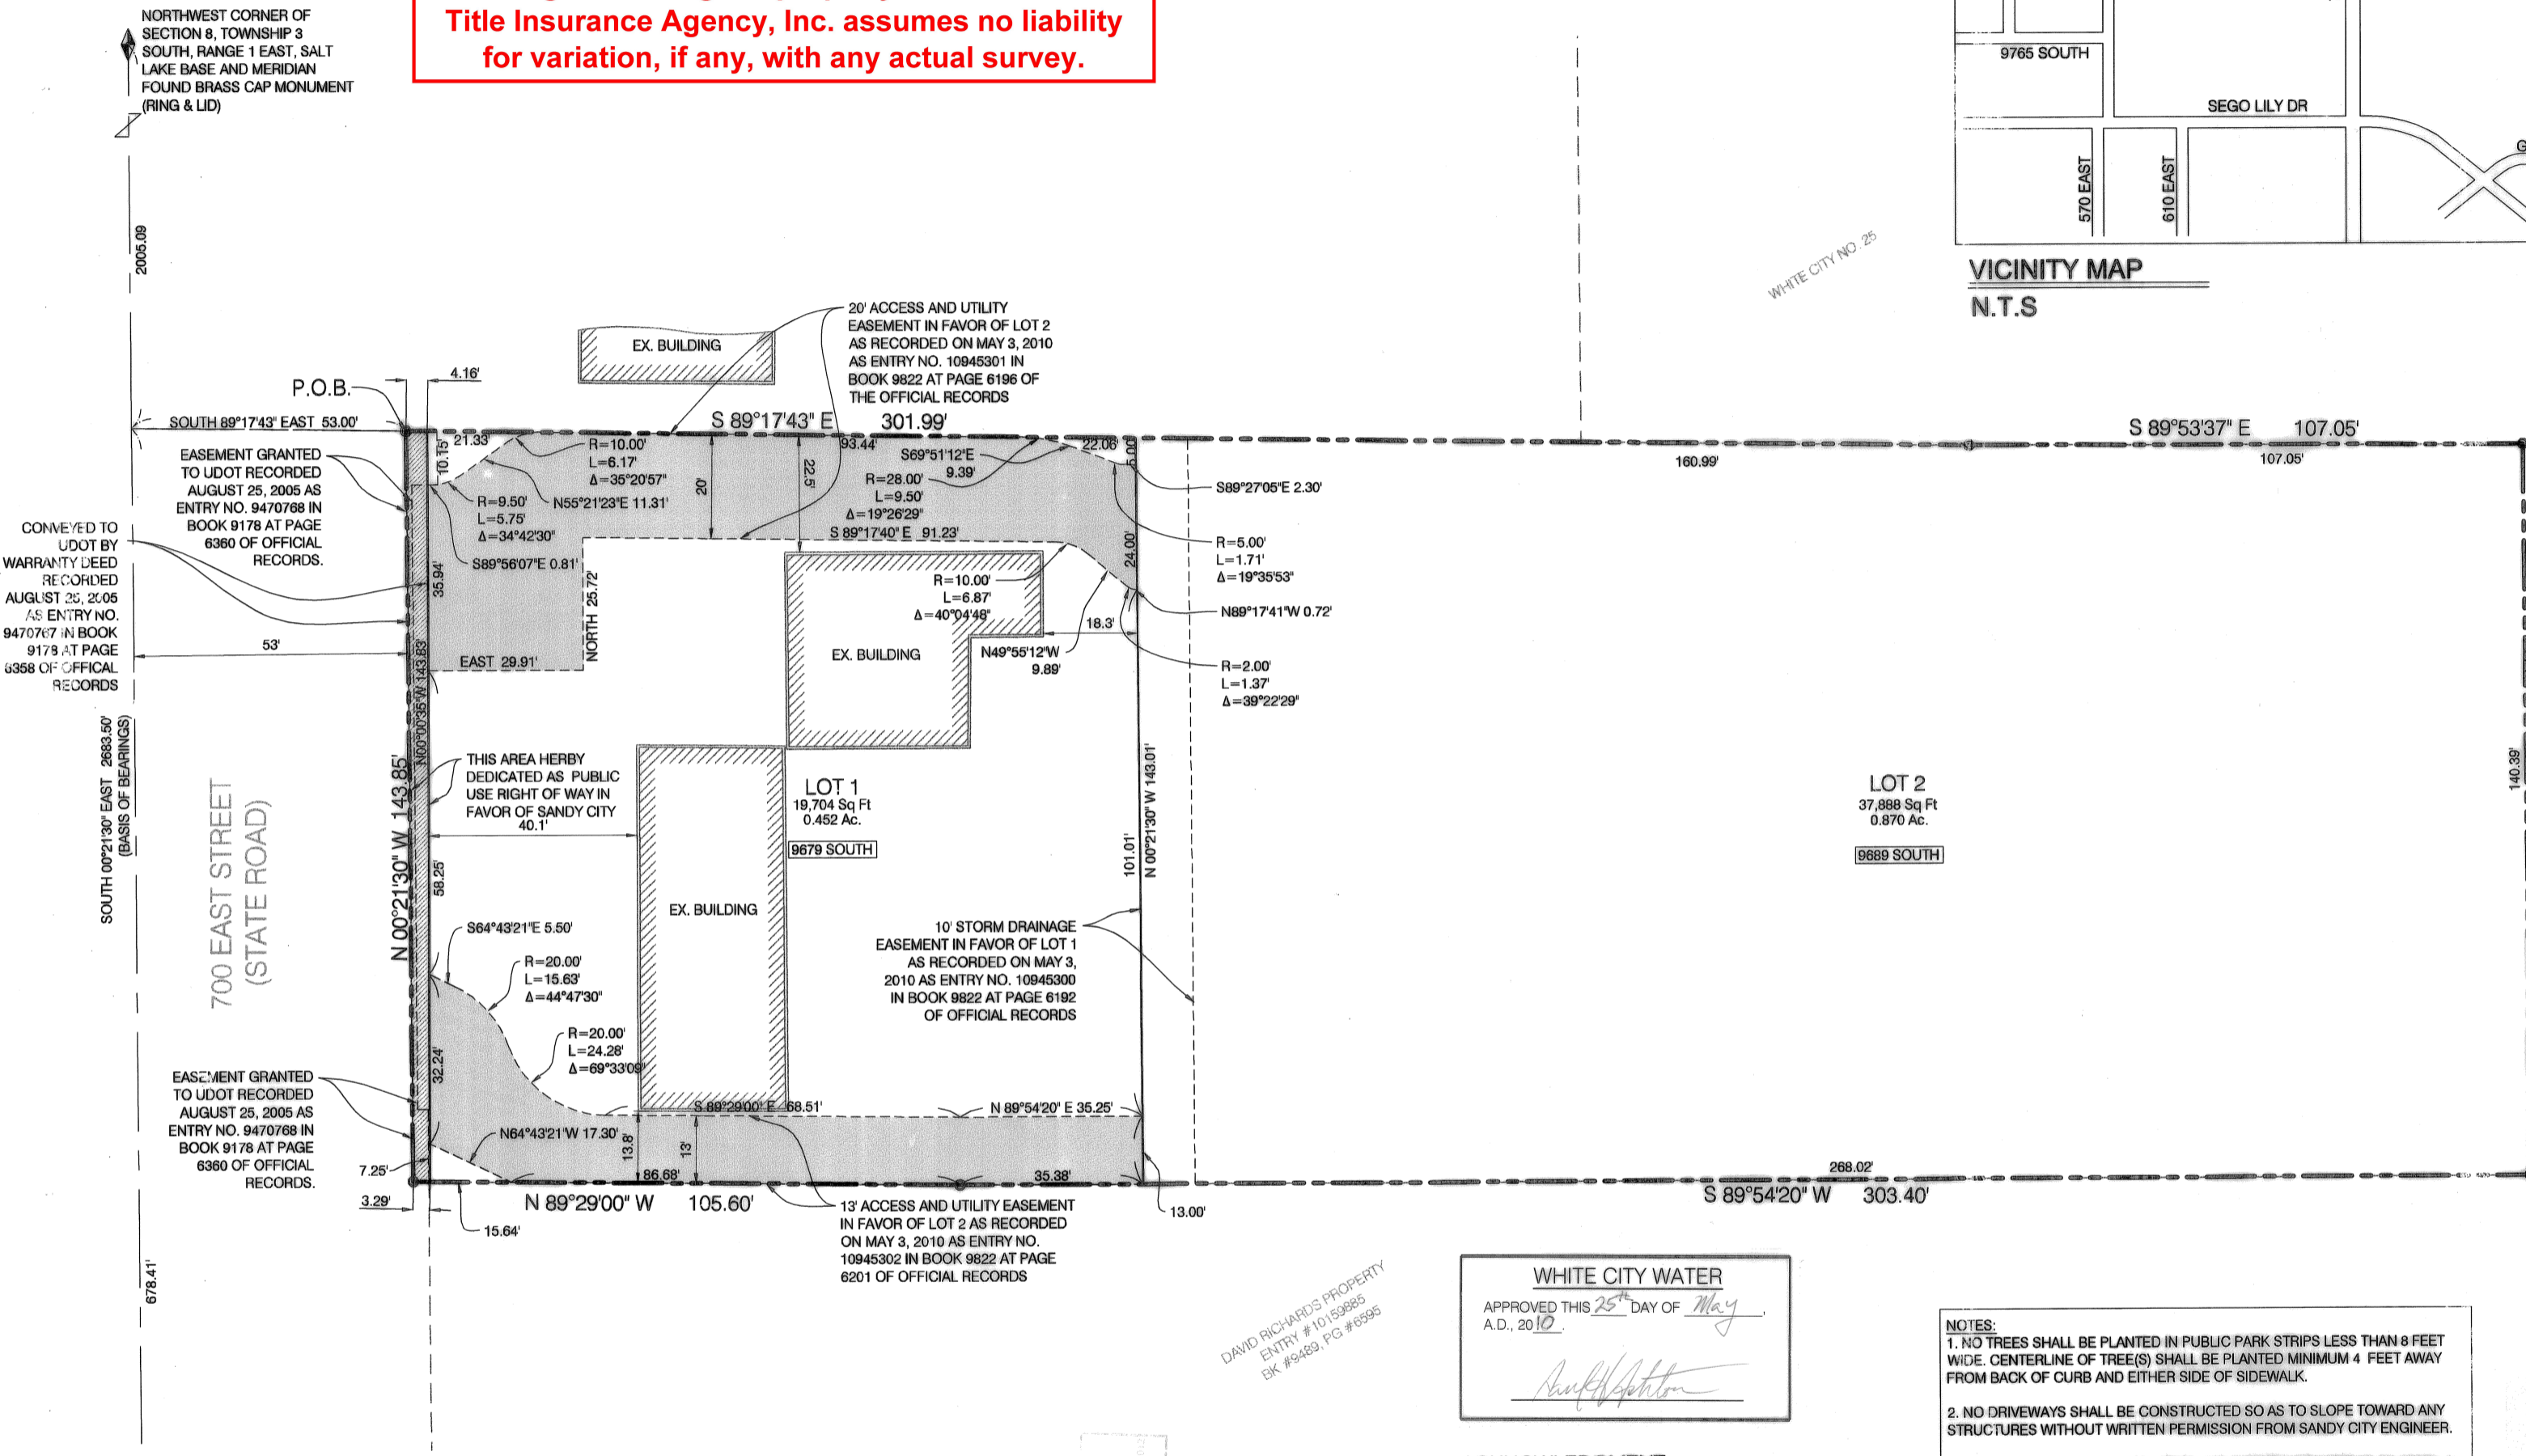 NORTHWEST CORNER OF
SECTION 8, TOWNSHIP 3
SOUTH, RANGE 1 EAST, SALT
LAKE BASE AND MERIDIAN
FOUND BRASS CAP MONUMENT
(RING & LID)
Title Insurance Agency, Inc. assumes no liability
for variation, if any, with any actual survey.
9765 SOUTH
SEGO LILY DR
570 EAST
610 EAST
G
VICINITY MAP
N.T.S
WHITE CITY NO. 25
2005.09
20' ACCESS AND UTILITY
EASEMENT IN FAVOR OF LOT 2
AS RECORDED ON MAY 3, 2010
AS ENTRY NO. 10945301 IN
BOOK 9822 AT PAGE 6196 OF
THE OFFICIAL RECORDS
EX. BUILDING
4.16'
P.O.B.
SOUTH 89°17'43" EAST 53.00'
S 89°17'43" E 301.99'
S 89°53'37" E 107.05'
160.99'
107.05'
EASEMENT GRANTED
TO UDOT RECORDED
AUGUST 25, 2005 AS
ENTRY NO. 9470768 IN
BOOK 9178 AT PAGE
6360 OF OFFICIAL
RECORDS.
CONVEYED TO
UDOT BY
WARRANTY DEED
RECORDED
AUGUST 25, 2005
AS ENTRY NO.
9470767 IN BOOK
9178 AT PAGE
6358 OF OFFICAL
RECORDS
53'
10.15'
21.33'
R=10.00'
L=6.17'
Δ=35°20'57"
R=9.50'
L=5.75'
Δ=34°42'30"
N55°21'23"E 11.31'
S89°56'07"E 0.81'
35.94'
NORTH 25.72'
EAST 29.91'
20'
22.5'
93.44'
S69°51'12"E
9.39'
22.06'
5.00'
R=28.00'
L=9.50'
Δ=19°26'29"
S 89°17'40" E 91.23'
24.00'
S89°27'05"E 2.30'
R=5.00'
L=1.71'
Δ=19°35'53"
N89°17'41"W 0.72'
R=10.00'
L=6.87'
Δ=40°04'48"
18.3'
EX. BUILDING
N49°55'12"W
9.89'
R=2.00'
L=1.37'
Δ=39°22'29"
N00°00'35"W 143.83'
N 00°21'30" W 143.85'
SOUTH 00°21'30" EAST 2683.50'
(BASIS OF BEARINGS)
700 EAST STREET
(STATE ROAD)
THIS AREA HERBY
DEDICATED AS PUBLIC
USE RIGHT OF WAY IN
FAVOR OF SANDY CITY
40.1'
58.25'
LOT 1
19,704 Sq Ft
0.452 Ac.
9679 SOUTH
101.01'
N 00°21'30" W 143.01'
LOT 2
37,888 Sq Ft
0.870 Ac.
9689 SOUTH
140.39'
EX. BUILDING
S64°43'21"E 5.50'
R=20.00'
L=15.63'
Δ=44°47'30"
R=20.00'
L=24.28'
Δ=69°33'09"
10' STORM DRAINAGE
EASEMENT IN FAVOR OF LOT 1
AS RECORDED ON MAY 3,
2010 AS ENTRY NO. 10945300
IN BOOK 9822 AT PAGE 6192
OF OFFICIAL RECORDS
32.24'
EASEMENT GRANTED
TO UDOT RECORDED
AUGUST 25, 2005 AS
ENTRY NO. 9470768 IN
BOOK 9178 AT PAGE
6360 OF OFFICIAL
RECORDS.
S 89°29'00" E 68.51'
N 89°54'20" E 35.25'
N64°43'21"W 17.30'
13.8'
13'
7.25'
86.68'
35.38'
268.02'
3.29'
15.64'
N 89°29'00" W 105.60'
S 89°54'20" W 303.40'
13.00'
13' ACCESS AND UTILITY EASEMENT
IN FAVOR OF LOT 2 AS RECORDED
ON MAY 3, 2010 AS ENTRY NO.
10945302 IN BOOK 9822 AT PAGE
6201 OF OFFICIAL RECORDS
678.41'
DAVID RICHARDS PROPERTY
ENTRY #10159885
BK #9489, PG #6595
WHITE CITY WATER
APPROVED THIS 25th DAY OF May,
A.D., 2010.
NOTES:
1. NO TREES SHALL BE PLANTED IN PUBLIC PARK STRIPS LESS THAN 8 FEET
WIDE. CENTERLINE OF TREE(S) SHALL BE PLANTED MINIMUM 4 FEET AWAY
FROM BACK OF CURB AND EITHER SIDE OF SIDEWALK.
2. NO DRIVEWAYS SHALL BE CONSTRUCTED SO AS TO SLOPE TOWARD ANY
STRUCTURES WITHOUT WRITTEN PERMISSION FROM SANDY CITY ENGINEER.